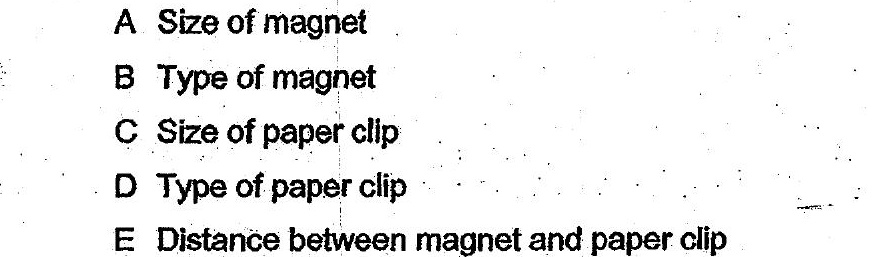 A Size of magnet
B Type of magnet
C Size of paper clip
D Type of paper clip
E Distance between magnet and paper clip